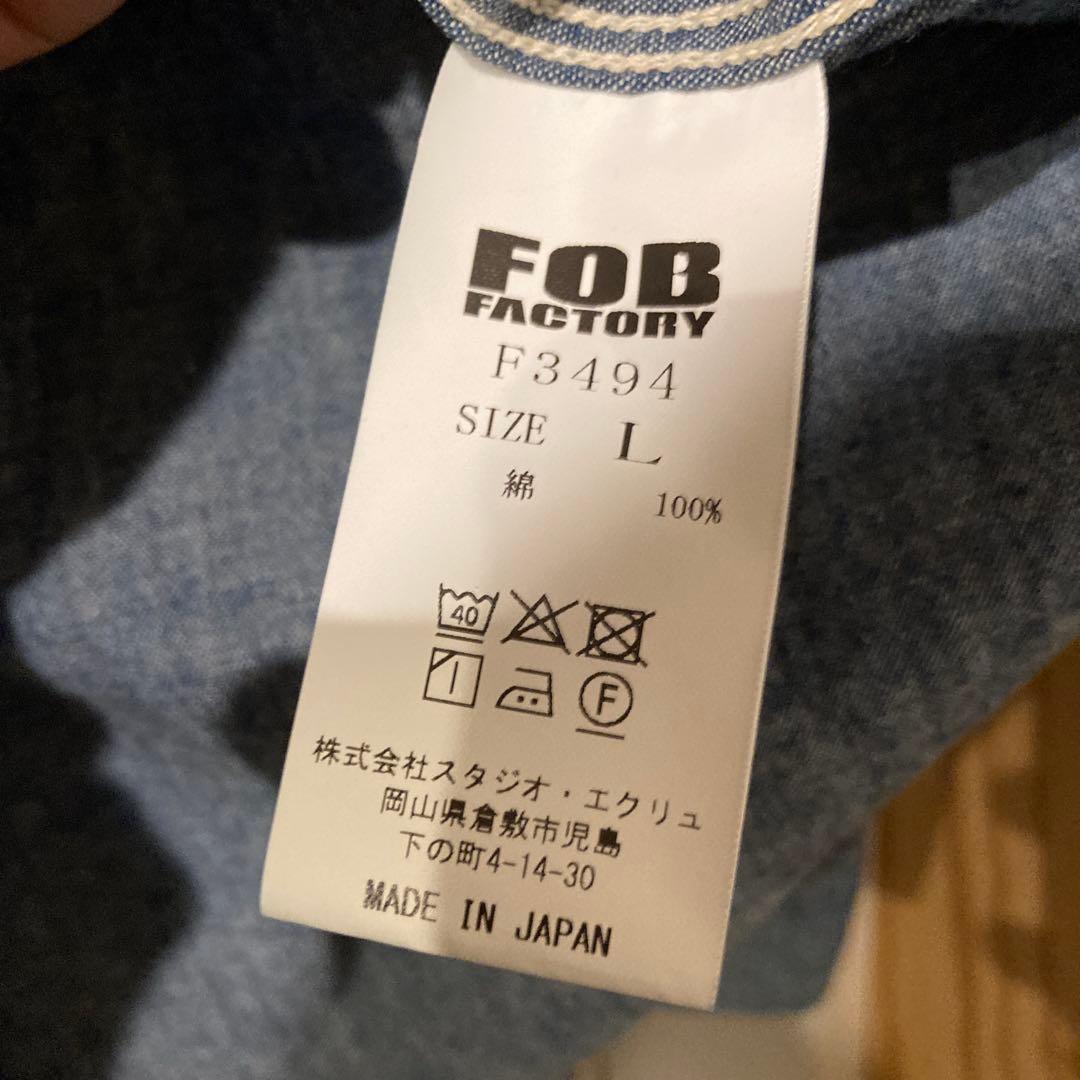 FOB
FACTORY
F3494
SIZE L
綿 100%
40
F
株式会社スタジオ・エクリュ
岡山県倉敷市児島
下の町4-14-30
MADE IN JAPAN